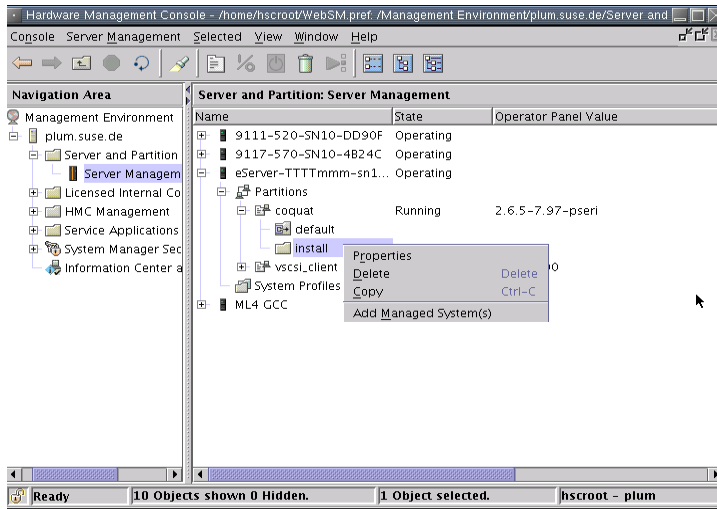 Hardware Management Console - /home/hscroot/WebSM.pref: /Management Environment/plum.suse.de/Server and
Console Server Management Selected View Window Help
Navigation Area
Management Environment
plum.suse.de
Server and Partition
Server Managem
Licensed Internal Co
HMC Management
Service Applications
System Manager Sec
Information Center a
Server and Partition: Server Management
Name State Operator Panel Value
9111-520-SN10-DD90F Operating
9117-570-SN10-4B24C Operating
eServer-TTTTmmm-sn1... Operating
Partitions
coquat Running 2.6.5-7.97-pseri
default
install
vscsi_client
System Profiles
ML4 GCC
Properties
Delete Delete
Copy Ctrl-C
Add Managed System(s)
Ready 10 Objects shown 0 Hidden. 1 Object selected. hscroot - plum